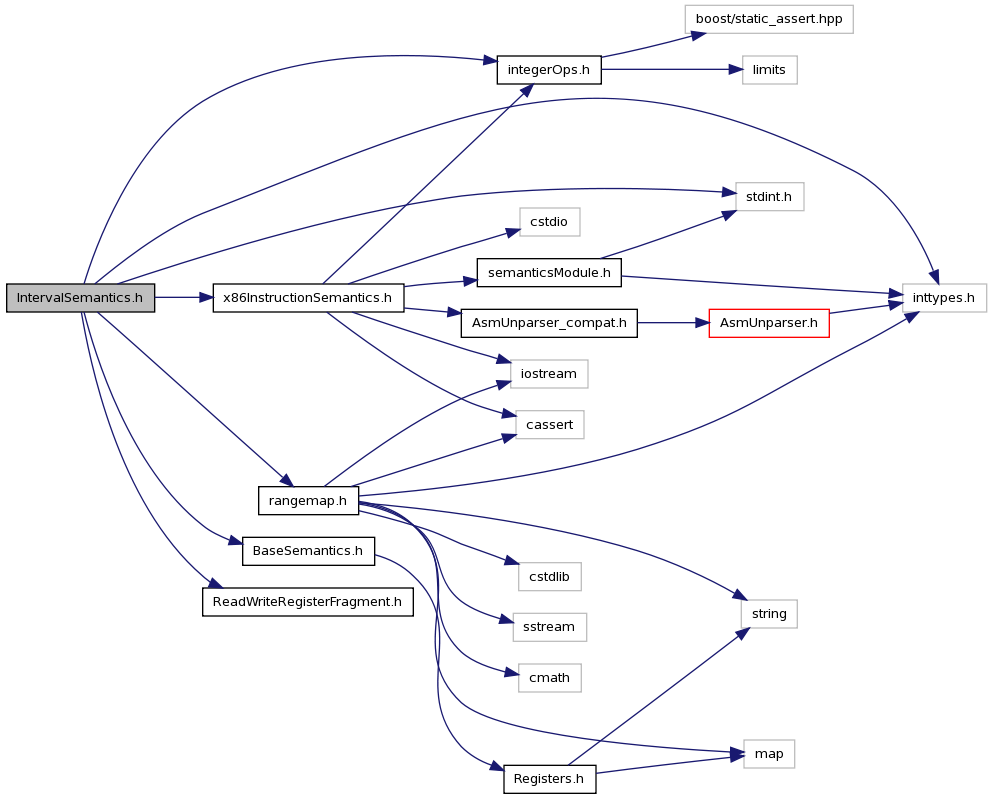 boost/static_assert.hpp
integerOps.h
limits
stdint.h
cstdio
semanticsModule.h
IntervalSemantics.h
x86InstructionSemantics.h
inttypes.h
AsmUnparser_compat.h
AsmUnparser.h
iostream
cassert
rangemap.h
BaseSemantics.h
cstdlib
ReadWriteRegisterFragment.h
string
sstream
cmath
map
Registers.h